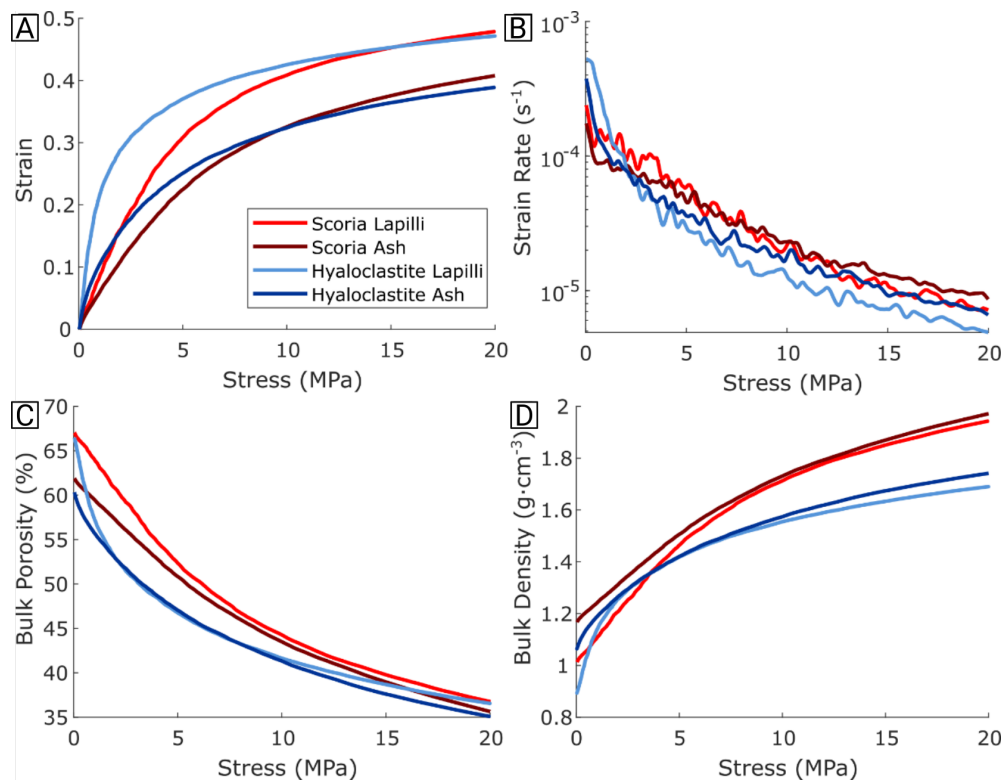 A
0.5
0.4
0.3
0.2
0.1
0
Strain
0
5
10
15
20
Stress (MPa)
Scoria Lapilli
Scoria Ash
Hyaloclastite Lapilli
Hyaloclastite Ash
B
10⁻³
10⁻⁴
10⁻⁵
Strain Rate (s⁻¹)
0
5
10
15
20
Stress (MPa)
C
70
65
60
55
50
45
40
35
Bulk Porosity (%)
0
5
10
15
20
Stress (MPa)
D
2
1.8
1.6
1.4
1.2
1
0.8
Bulk Density (g·cm⁻³)
0
5
10
15
20
Stress (MPa)